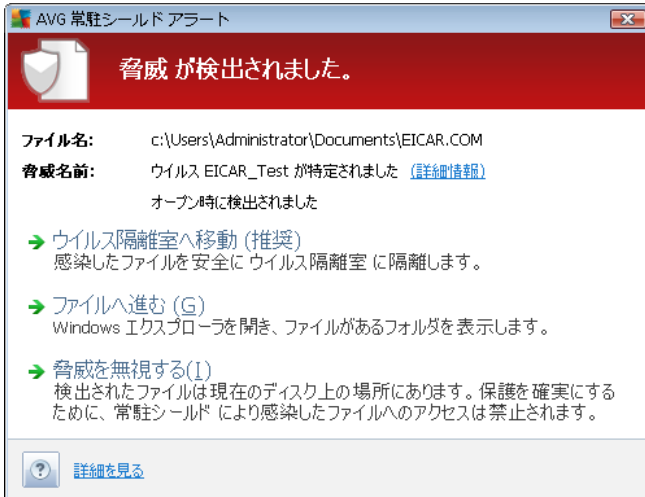 AVG 常駐シールド アラート
脅威 が検出されました。
ファイル名: c:\Users\Administrator\Documents\EICAR.COM
脅威名前: ウイルス EICAR_Test が特定されました (詳細情報)
オープン時に検出されました
ウイルス隔離室へ移動 (推奨)
感染したファイルを安全に ウイルス隔離室 に隔離します。
ファイルへ進む (G)
Windows エクスプローラを開き、ファイルがあるフォルダを表示します。
脅威を無視する(I)
検出されたファイルは現在のディスク上の場所にあります。保護を確実にする
ために、常駐シールド により感染したファイルへのアクセスは禁止されます。
? 詳細を見る